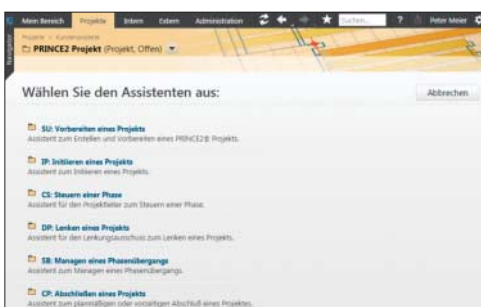 Mein Bereich Projekte Intern Extern Administration Suchen... ? Peter Meier
Projekte > Kundenprojekte
PRINCE2 Projekt (Projekt, Offen)
Navigator
Wählen Sie den Assistenten aus:
Abbrechen
SU: Vorbereiten eines Projekts
Assistent zum Erstellen und Vorbereiten eines PRINCE2® Projekts.
IP: Initiieren eines Projekts
Assistent zum Initiieren eines Projekts.
CS: Steuern einer Phase
Assistent für den Projektleiter zum Steuern einer Phase.
DP: Lenken eines Projekts
Assistent für den Lenkungsausschuss zum Lenken eines Projekts.
SB: Managen eines Phasenübergangs
Assistent zum Managen eines Phasenübergangs.
CP: Abschließen eines Projekts
Assistent zum planmäßigen oder vorzeitigen Abschluß eines Projektes.